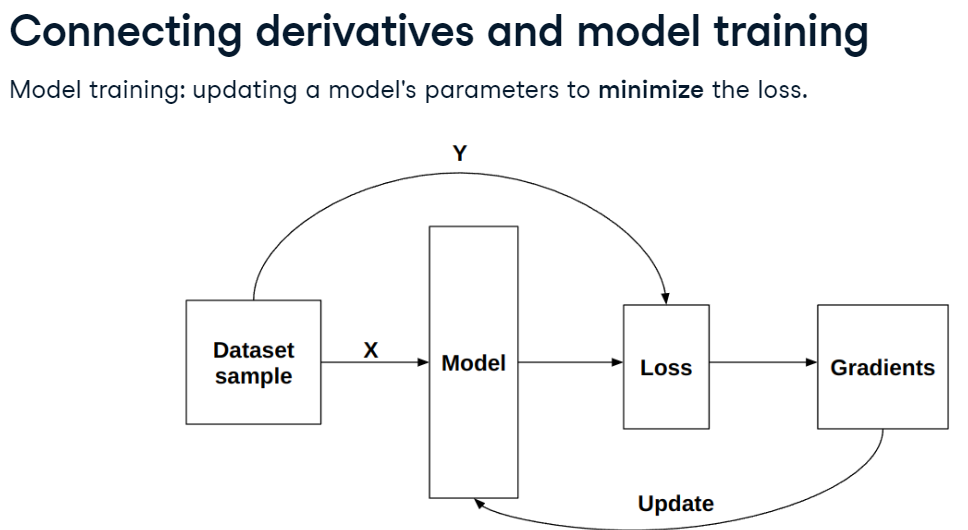 Connecting derivatives and model training
Model training: updating a model's parameters to minimize the loss.
Y
Dataset
sample
X
Model
Loss
Gradients
Update